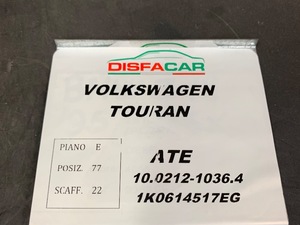 DISFACAR
VOLKSWAGEN
TOURAN
PIANO E
POSIZ. 77
SCAFF. 22
ATE
10.0212-1036.4
1K0614517EG